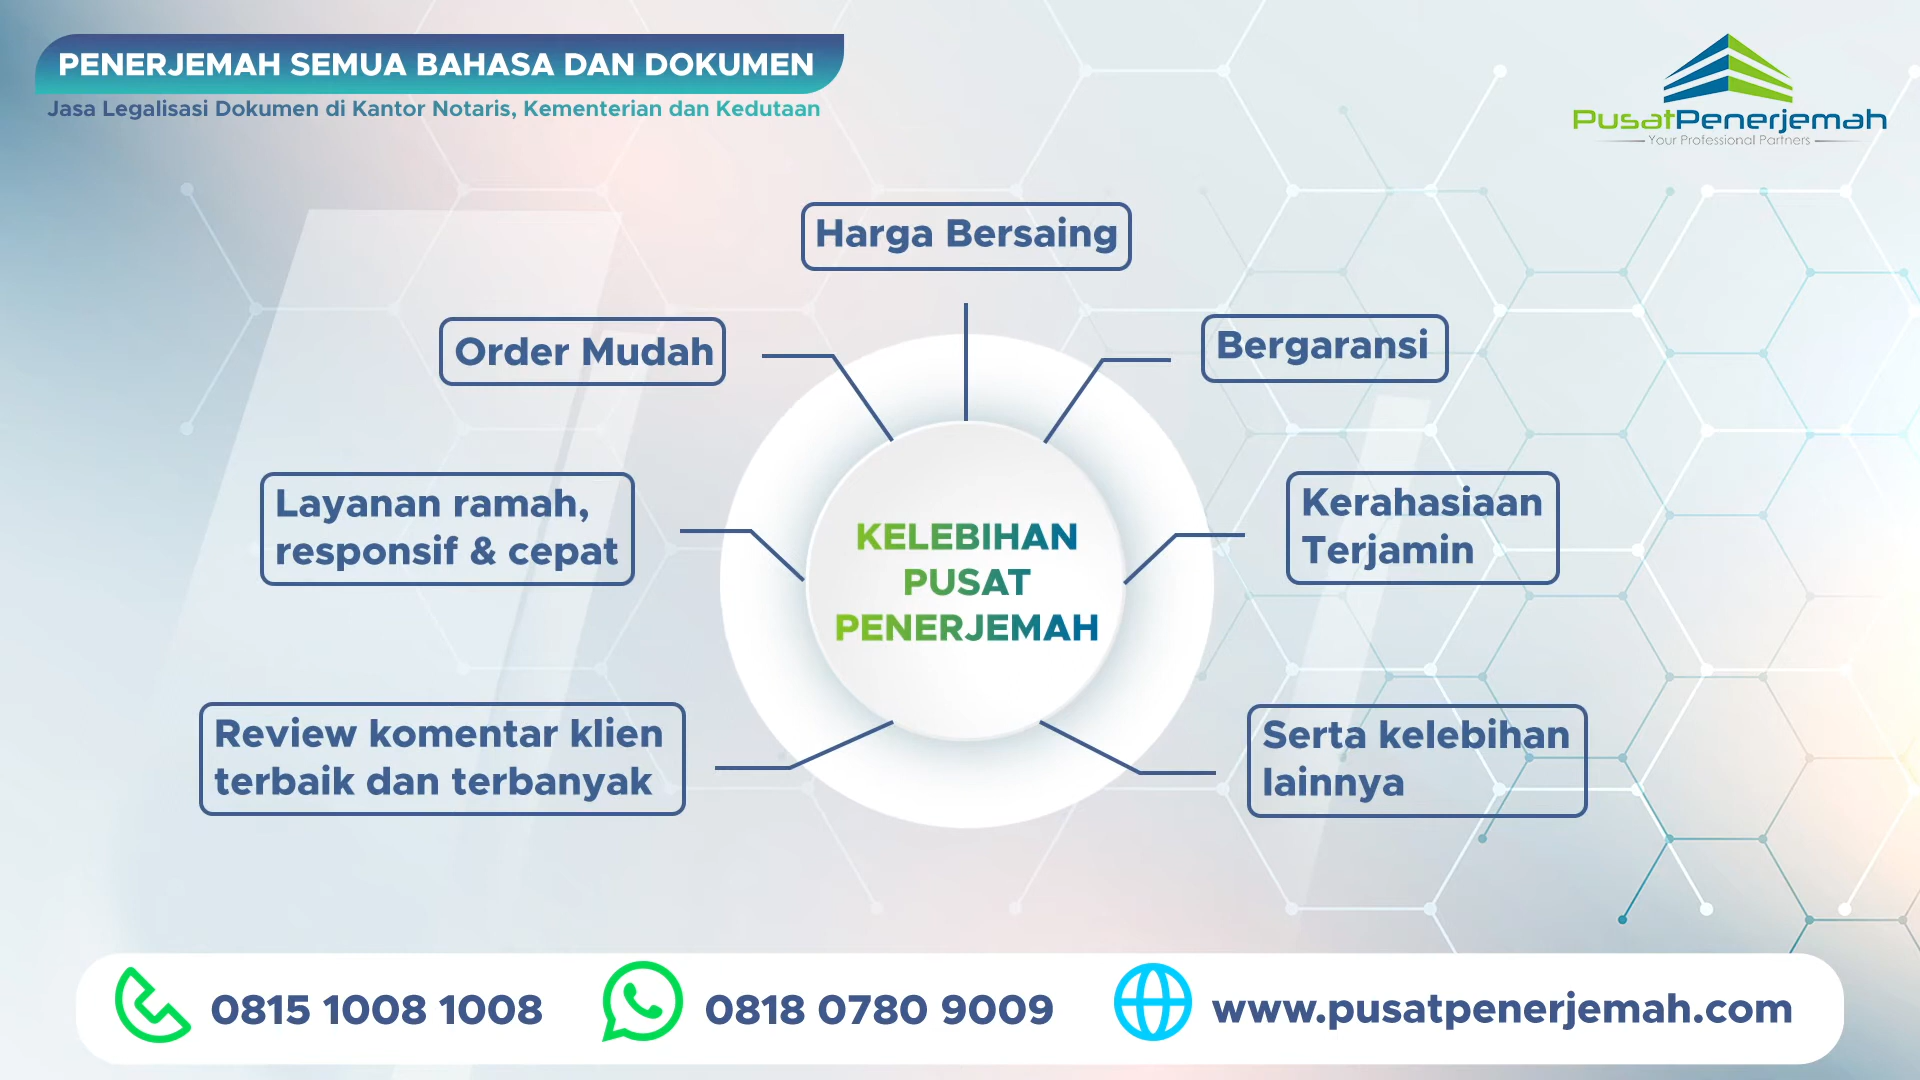 PENERJEMAH SEMUA BAHASA DAN DOKUMEN
Jasa Legalisasi Dokumen di Kantor Notaris, Kementerian dan Kedutaan
PusatPenerjemah
Your Professional Partners
Harga Bersaing
Order Mudah
Bergaransi
Layanan ramah,
responsif & cepat
Kerahasiaan
Terjamin
KELEBIHAN
PUSAT
PENERJEMAH
Review komentar klien
terbaik dan terbanyak
Serta kelebihan
lainnya
0815 1008 1008
0818 0780 9009
www.pusatpenerjemah.com